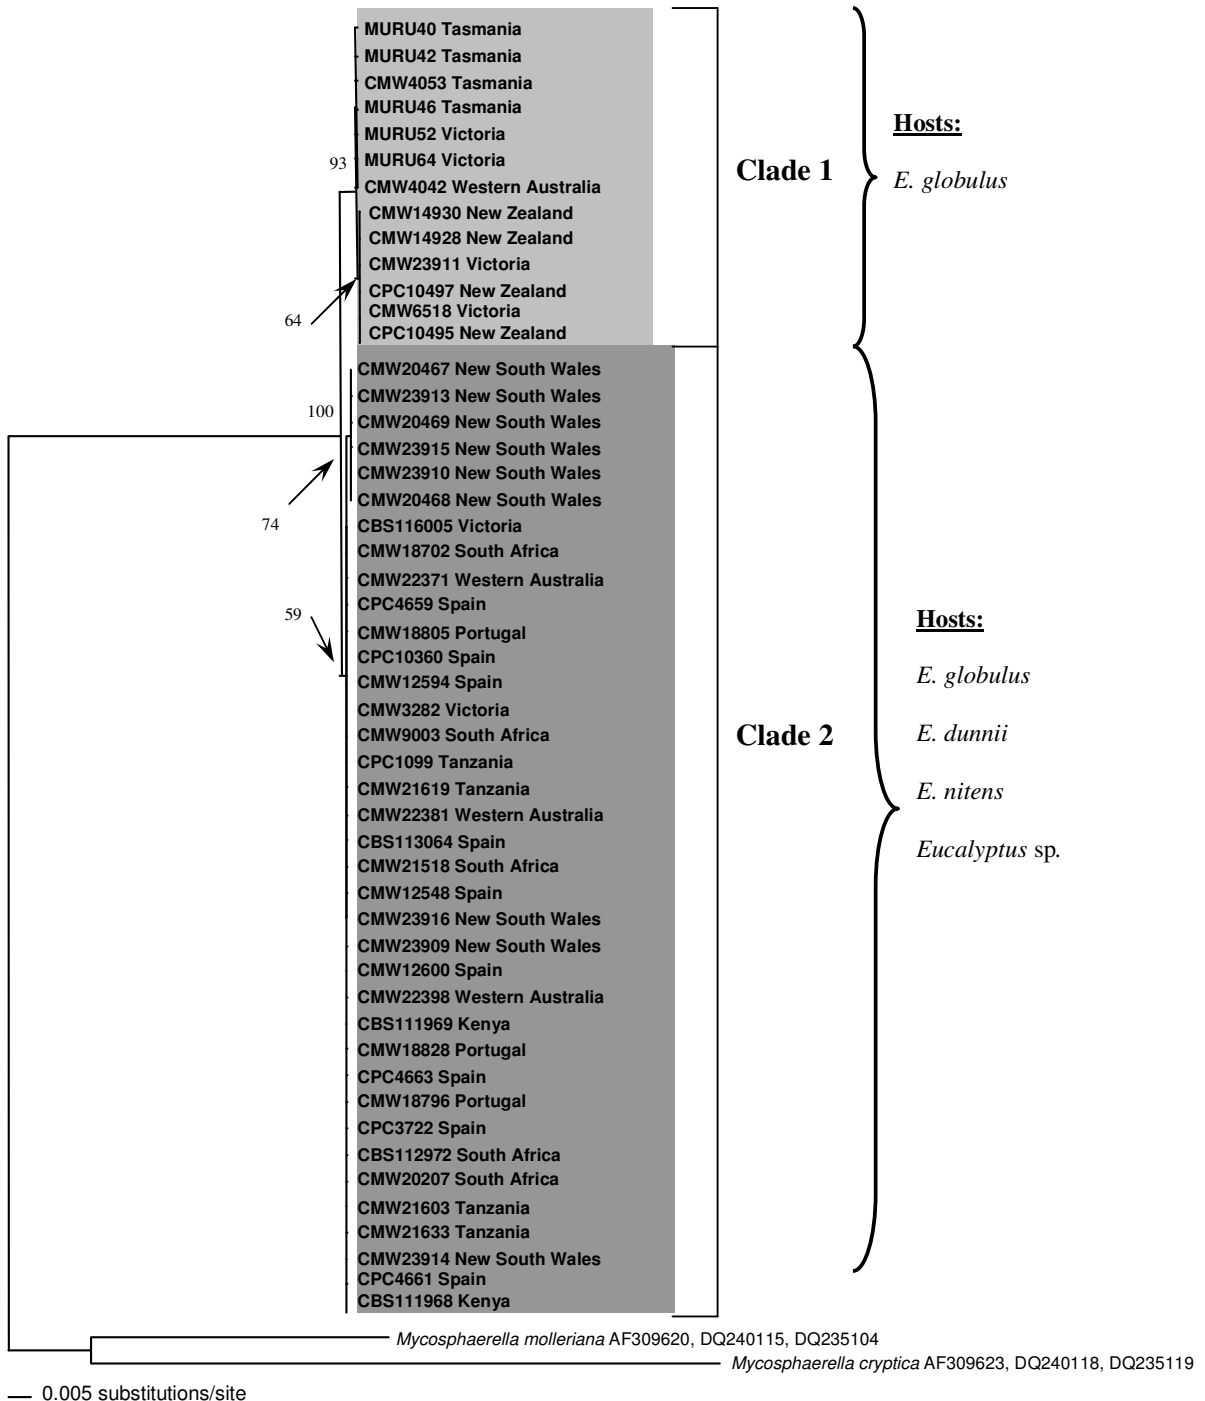 MURU40 Tasmania
MURU42 Tasmania
CMW4053 Tasmania
MURU46 Tasmania
MURU52 Victoria
MURU64 Victoria
CMW4042 Western Australia
CMW14930 New Zealand
CMW14928 New Zealand
CMW23911 Victoria
CPC10497 New Zealand
CMW6518 Victoria
CPC10495 New Zealand
93
64
Clade 1
Hosts:
E. globulus
CMW20467 New South Wales
CMW23913 New South Wales
CMW20469 New South Wales
CMW23915 New South Wales
CMW23910 New South Wales
CMW20468 New South Wales
CBS116005 Victoria
CMW18702 South Africa
CMW22371 Western Australia
CPC4659 Spain
CMW18805 Portugal
CPC10360 Spain
CMW12594 Spain
CMW3282 Victoria
CMW9003 South Africa
CPC1099 Tanzania
CMW21619 Tanzania
CMW22381 Western Australia
CBS113064 Spain
CMW21518 South Africa
CMW12548 Spain
CMW23916 New South Wales
CMW23909 New South Wales
CMW12600 Spain
CMW22398 Western Australia
CBS111969 Kenya
CMW18828 Portugal
CPC4663 Spain
CMW18796 Portugal
CPC3722 Spain
CBS112972 South Africa
CMW20207 South Africa
CMW21603 Tanzania
CMW21633 Tanzania
CMW23914 New South Wales
CPC4661 Spain
CBS111968 Kenya
100
74
59
Clade 2
Hosts:
E. globulus
E. dunnii
E. nitens
Eucalyptus sp.
Mycosphaerella molleriana AF309620, DQ240115, DQ235104
Mycosphaerella cryptica AF309623, DQ240118, DQ235119
0.005 substitutions/site